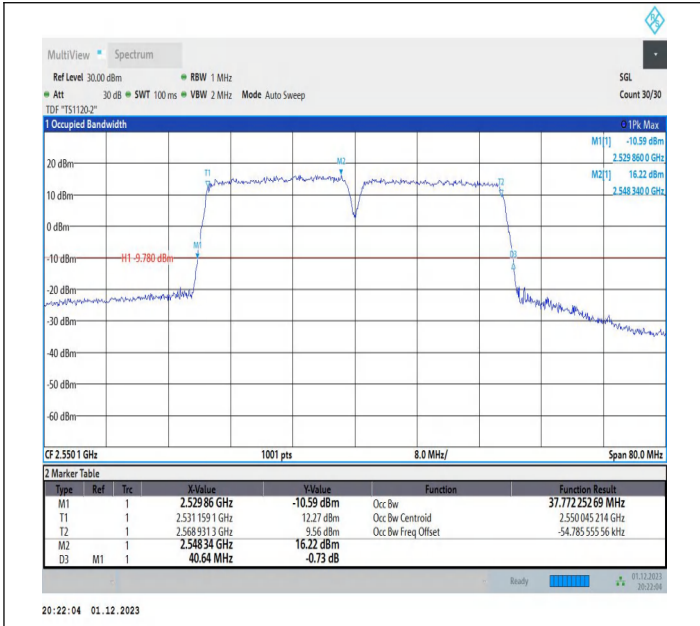 R S
MultiView Spectrum
Ref Level 30.00 dBm RBW 1 MHz SGL
Att 30 dB SWT 100 ms VBW 2 MHz Mode Auto Sweep Count 30/30
TDF "TS1120-2"
1 Occupied Bandwidth 1Pk Max
M1[1] -10.59 dBm
2.529 860 0 GHz
M2[1] 16.22 dBm
2.548 340 0 GHz
M2
T1
T2
20 dBm
10 dBm
0 dBm
M1
D3
-10 dBm
H1 -9.780 dBm
-20 dBm
-30 dBm
-40 dBm
-50 dBm
-60 dBm
CF 2.550 1 GHz 1001 pts 8.0 MHz/ Span 80.0 MHz
2 Marker Table
Type Ref Trc X-Value Y-Value Function Function Result
M1 1 2.529 86 GHz -10.59 dBm Occ Bw 37.772 252 69 MHz
T1 1 2.531 159 1 GHz 12.27 dBm Occ Bw Centroid 2.550 045 214 GHz
T2 1 2.568 931 3 GHz 9.56 dBm Occ Bw Freq Offset -54.785 555 56 kHz
M2 1 2.548 34 GHz 16.22 dBm
D3 M1 1 40.64 MHz -0.73 dB
Ready 01.12.2023
20:22:04
20:22:04 01.12.2023